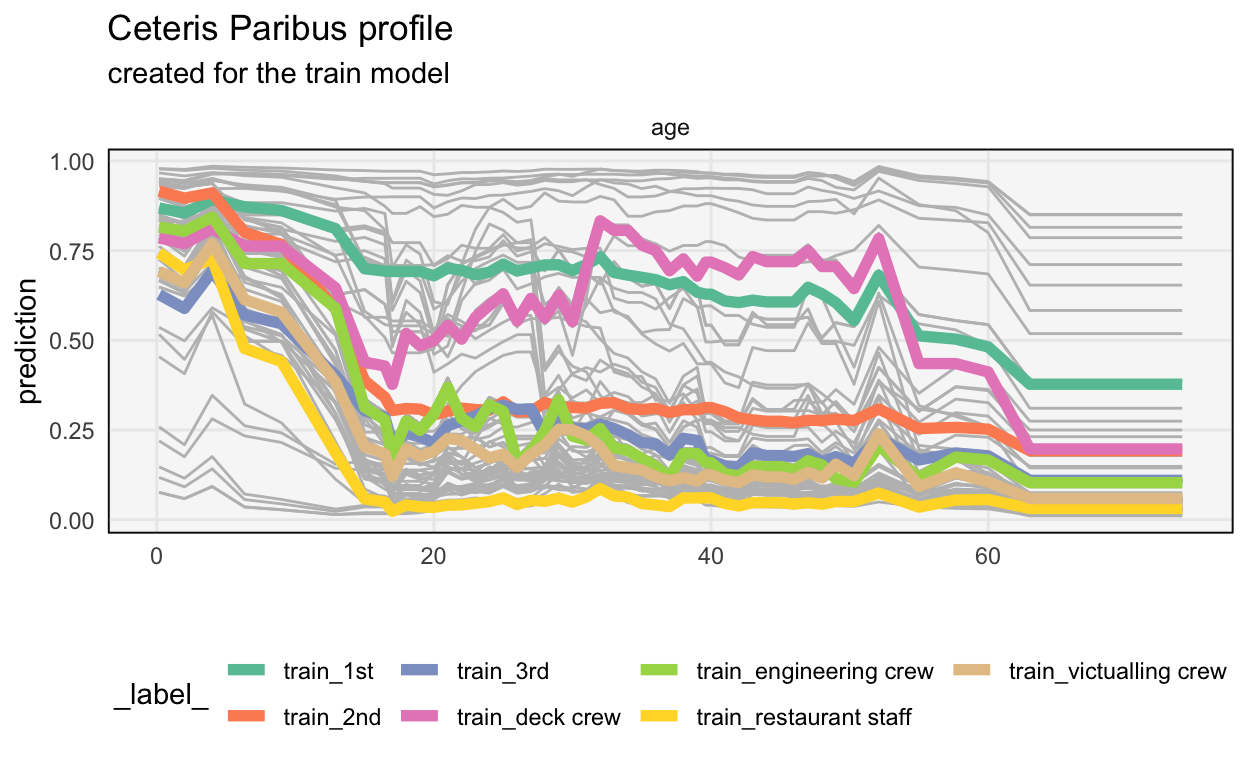 Ceteris Paribus profile
created for the train model
age
1.00
0.75
0.50
0.25
0.00
prediction
0 20 40 60
_label_
train_1st train_3rd train_engineering crew train_victualling crew
train_2nd train_deck crew train_restaurant staff